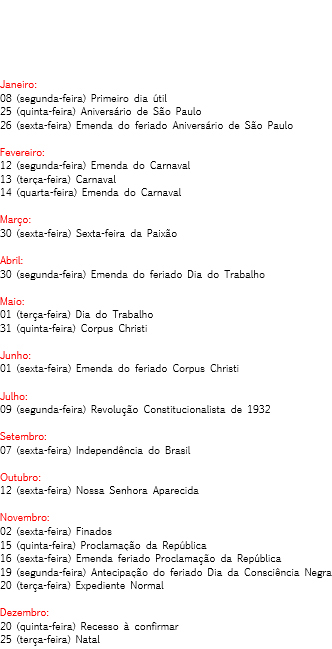 Janeiro:
08 (segunda-feira) Primeiro dia útil
25 (quinta-feira) Aniversário de São Paulo
26 (sexta-feira) Emenda do feriado Aniversário de São Paulo
Fevereiro:
12 (segunda-feira) Emenda do Carnaval
13 (terça-feira) Carnaval
14 (quarta-feira) Emenda do Carnaval
Março:
30 (sexta-feira) Sexta-feira da Paixão
Abril:
30 (segunda-feira) Emenda do feriado Dia do Trabalho
Maio:
01 (terça-feira) Dia do Trabalho
31 (quinta-feira) Corpus Christi
Junho:
01 (sexta-feira) Emenda do feriado Corpus Christi
Julho:
09 (segunda-feira) Revolução Constitucionalista de 1932
Setembro:
07 (sexta-feira) Independência do Brasil
Outubro:
12 (sexta-feira) Nossa Senhora Aparecida
Novembro:
02 (sexta-feira) Finados
15 (quinta-feira) Proclamação da República
16 (sexta-feira) Emenda feriado Proclamação da República
19 (segunda-feira) Antecipação do feriado Dia da Consciência Negra
20 (terça-feira) Expediente Normal
Dezembro:
20 (quinta-feira) Recesso à confirmar
25 (terça-feira) Natal